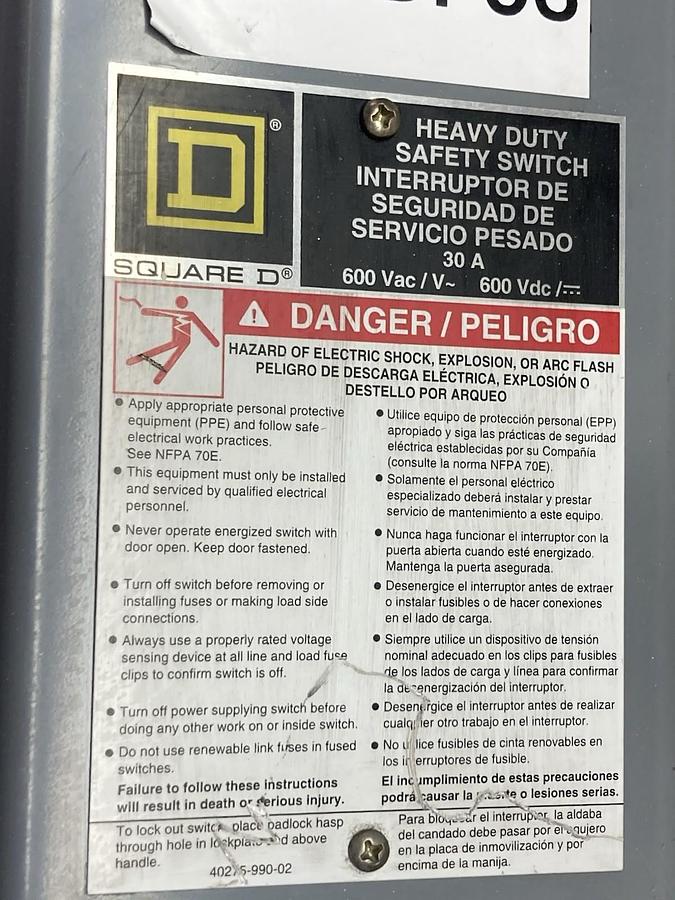 SQUARE D®
HEAVY DUTY
SAFETY SWITCH
INTERRUPTOR DE
SEGURIDAD DE
SERVICIO PESADO
30 A
600 Vac / V~ 600 Vdc /⎓
DANGER / PELIGRO
HAZARD OF ELECTRIC SHOCK, EXPLOSION, OR ARC FLASH
PELIGRO DE DESCARGA ELÉCTRICA, EXPLOSIÓN O
DESTELLO POR ARQUEO
• Apply appropriate personal protective
equipment (PPE) and follow safe
electrical work practices.
See NFPA 70E.
• This equipment must only be installed
and serviced by qualified electrical
personnel.
• Never operate energized switch with
door open. Keep door fastened.
• Turn off switch before removing or
installing fuses or making load side
connections.
• Always use a properly rated voltage
sensing device at all line and load fuse
clips to confirm switch is off.
• Turn off power supplying switch before
doing any other work on or inside switch.
• Do not use renewable link fuses in fused
switches.
Failure to follow these instructions
will result in death or serious injury.
• Utilice equipo de protección personal (EPP)
apropiado y siga las prácticas de seguridad
eléctrica establecidas por su Compañía
(consulte la norma NFPA 70E).
• Solamente el personal eléctrico
especializado deberá instalar y prestar
servicio de mantenimiento a este equipo.
• Nunca haga funcionar el interruptor con la
puerta abierta cuando esté energizado.
Mantenga la puerta asegurada.
• Desenergice el interruptor antes de extraer
o instalar fusibles o de hacer conexiones
en el lado de carga.
• Siempre utilice un dispositivo de tensión
nominal adecuado en los clips para fusibles
de los lados de carga y línea para confirmar
la desenergización del interruptor.
• Desenergice el interruptor antes de realizar
cualquier otro trabajo en el interruptor.
• No utilice fusibles de cinta renovables en
los interruptores de fusible.
El incumplimiento de estas precauciones
podrá causar la muerte o lesiones serias.
To lock out switch, place padlock hasp
through hole in lockplate and above
handle.
40275-990-02
Para bloquear el interruptor, la aldaba
del candado debe pasar por el agujero
en la placa de inmovilización y por
encima de la manija.